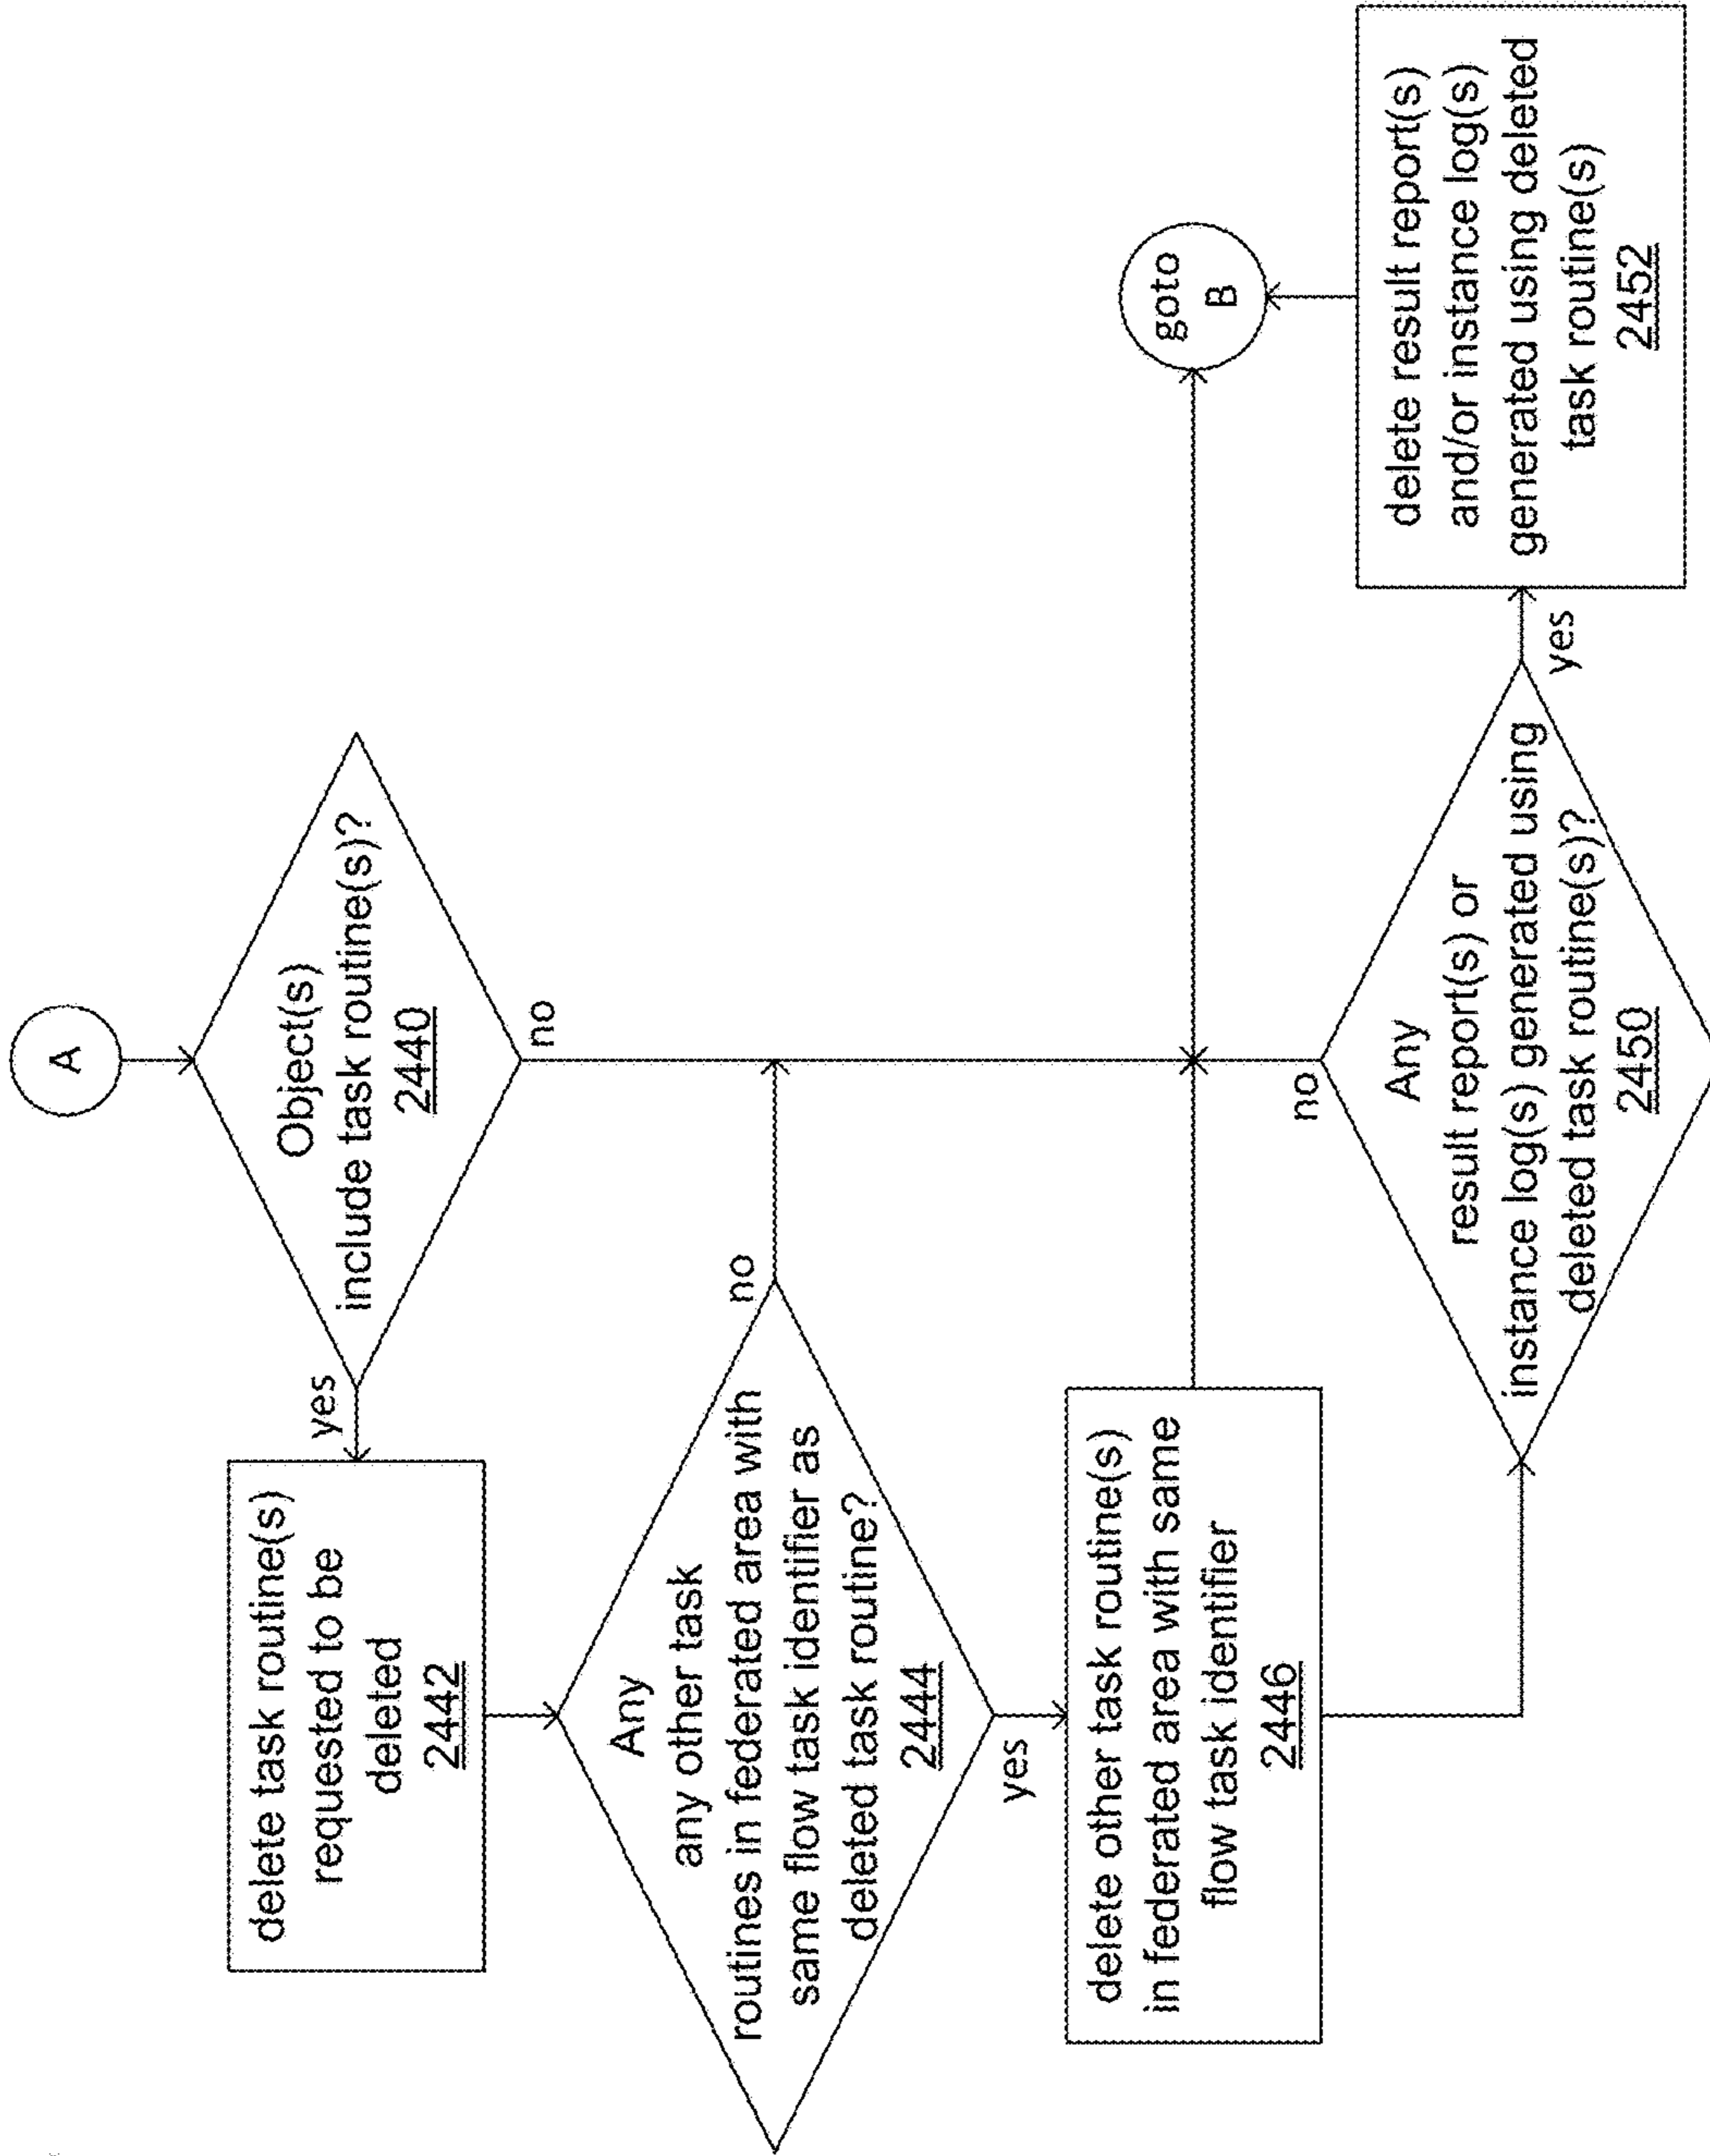 A
Object(s)
include task routine(s)?
2440
yes
no
delete task routine(s)
requested to be
deleted
2442
Any
any other task
routines in federated area with
same flow task identifier as
deleted task routine?
2444
no
yes
delete other task routine(s)
in federated area with same
flow task identifier
2446
goto
B
no
Any
result report(s) or
instance log(s) generated using
deleted task routine(s)?
2450
yes
delete result report(s)
and/or instance log(s)
generated using deleted
task routine(s)
2452